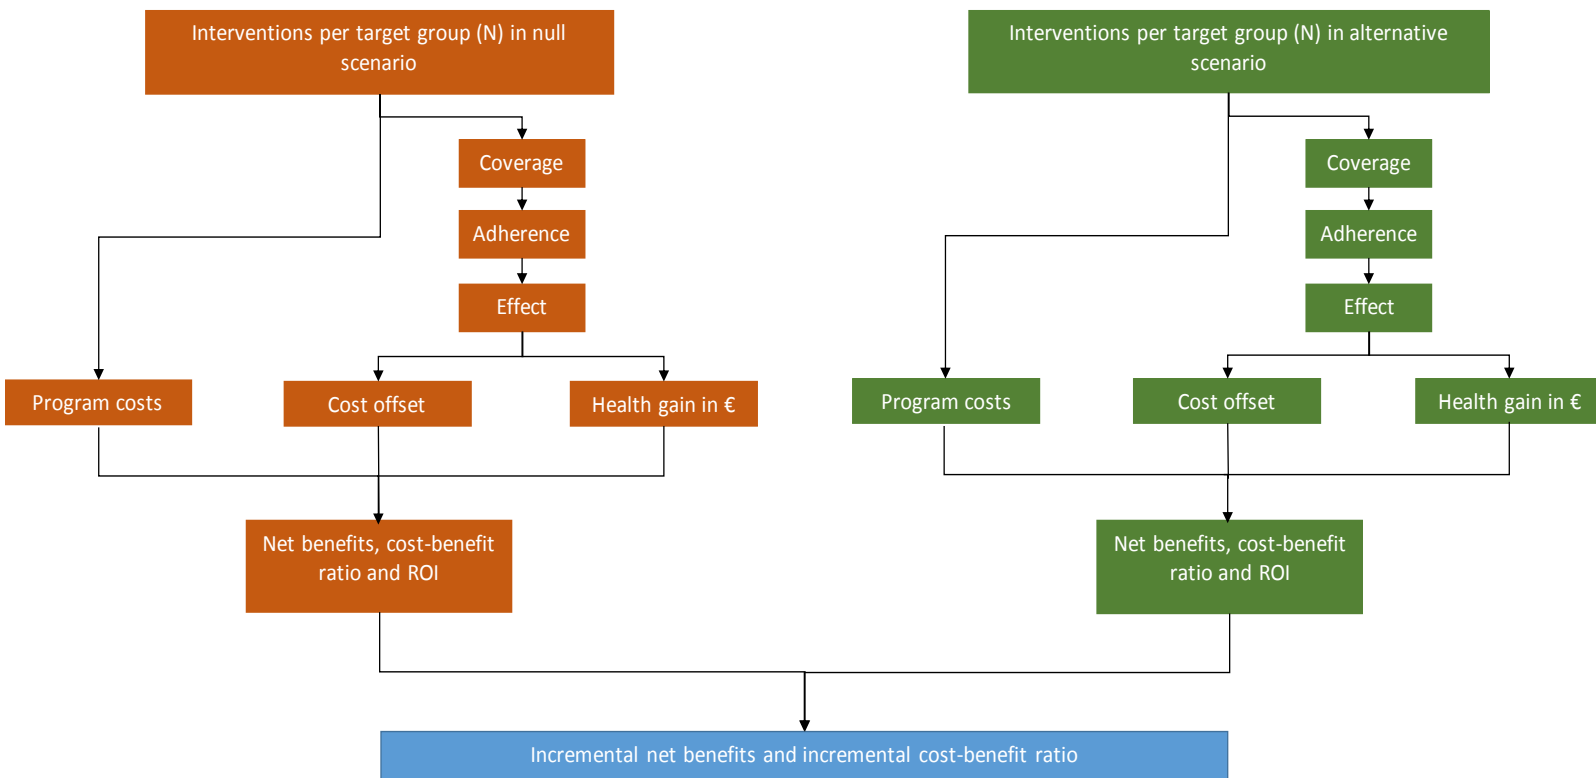 Interventions per target group (N) in null
scenario
Coverage
Adherence
Effect
Program costs
Cost offset
Health gain in €
Net benefits, cost-benefit
ratio and ROI
Interventions per target group (N) in alternative
scenario
Coverage
Adherence
Effect
Program costs
Cost offset
Health gain in €
Net benefits, cost-benefit
ratio and ROI
Incremental net benefits and incremental cost-benefit ratio